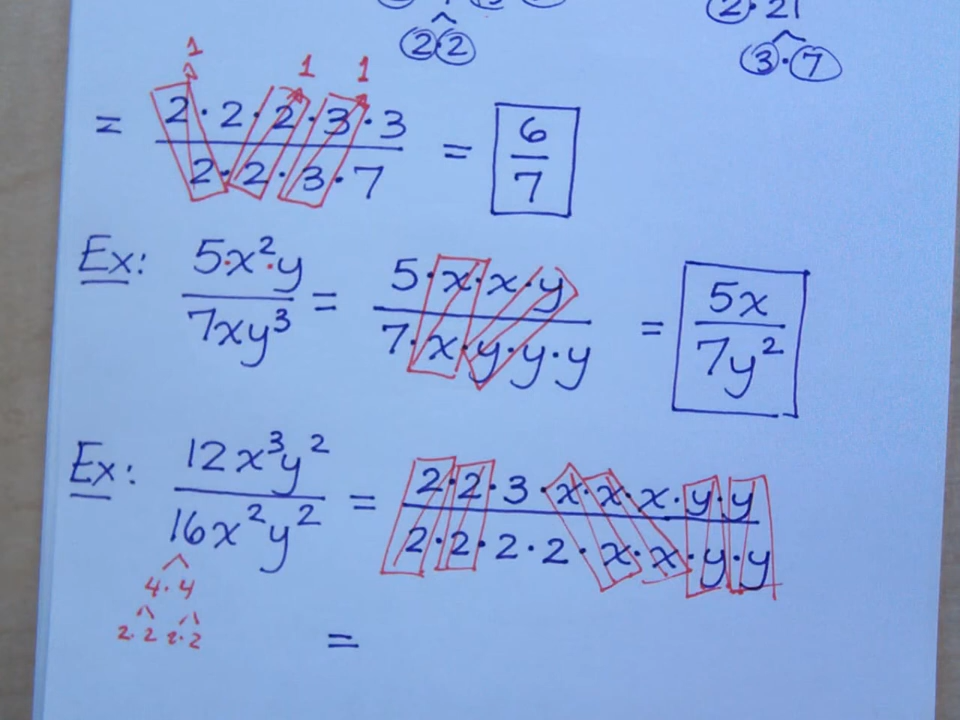 2 · 21
2 2
3 · 7
1 1 1
= 2·2·2·3·3 / 2·2·3·7 = 6/7
Ex: 5·x²·y / 7xy³ = 5·x·x·y / 7·x·y·y·y = 5x / 7y²
Ex: 12x³y² / 16x²y² = 2·2·3·x·x·x·y·y / 2·2·2·2·x·x·y·y
4·4
2·2 2·2
=